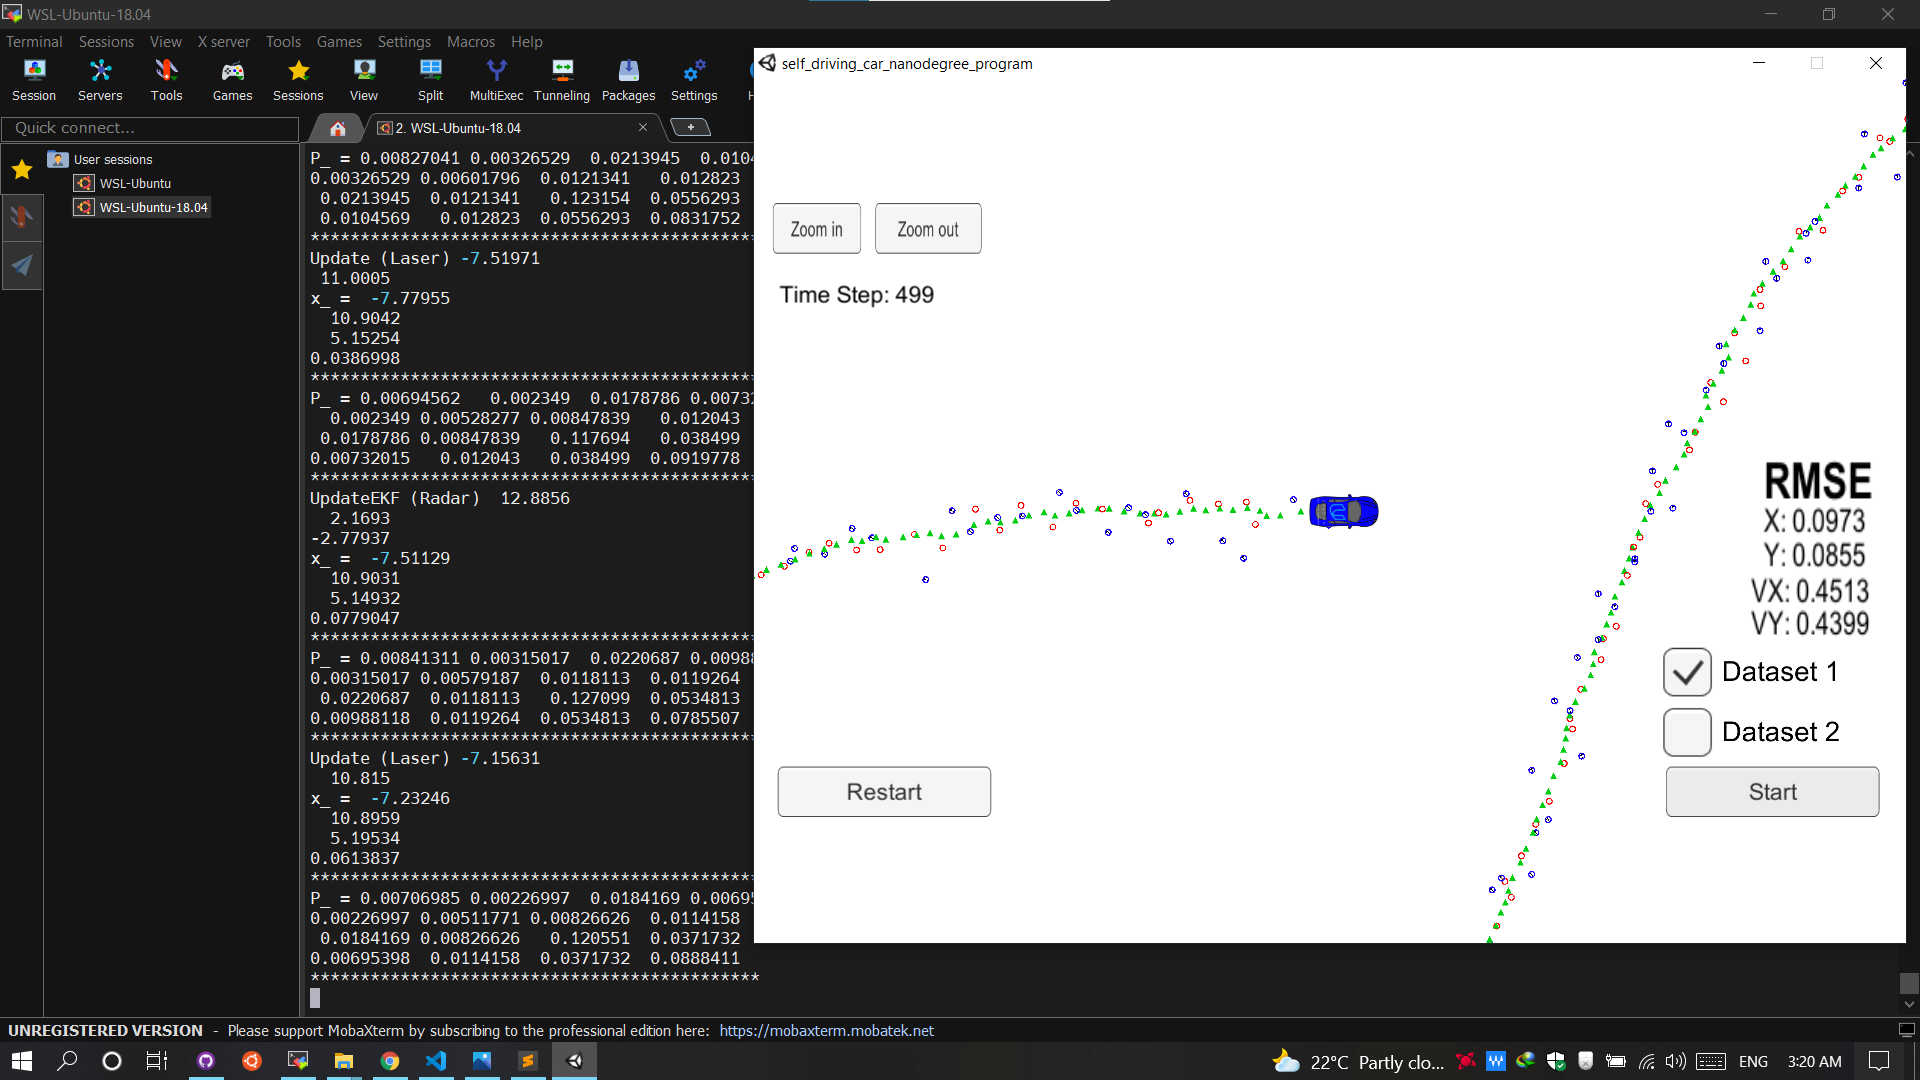 WSL-Ubuntu-18.04
Terminal Sessions View X server Tools Games Settings Macros Help
Session Servers Tools Games Sessions View Split MultiExec Tunneling Packages Settings
Quick connect...
2. WSL-Ubuntu-18.04
User sessions
WSL-Ubuntu
WSL-Ubuntu-18.04
P_ = 0.00827041 0.00326529 0.0213945 0.0104
0.00326529 0.00601796 0.0121341 0.012823
0.0213945 0.0121341 0.123154 0.0556293
0.0104569 0.012823 0.0556293 0.0831752
*********************************************
Update (Laser) -7.51971
11.0005
x_ = -7.77955
10.9042
5.15254
0.0386998
*********************************************
P_ = 0.00694562 0.002349 0.0178786 0.00732
0.002349 0.00528277 0.00847839 0.012043
0.0178786 0.00847839 0.117694 0.038499
0.00732015 0.012043 0.038499 0.0919778
*********************************************
UpdateEKF (Radar) 12.8856
2.1693
-2.77937
x_ = -7.51129
10.9031
5.14932
0.0779047
*********************************************
P_ = 0.00841311 0.00315017 0.0220687 0.00988
0.00315017 0.00579187 0.0118113 0.0119264
0.0220687 0.0118113 0.127099 0.0534813
0.00988118 0.0119264 0.0534813 0.0785507
*********************************************
Update (Laser) -7.15631
10.815
x_ = -7.23246
10.8959
5.19534
0.0613837
*********************************************
P_ = 0.00706985 0.00226997 0.0184169 0.00695
0.00226997 0.00511771 0.00826626 0.0114158
0.0184169 0.00826626 0.120551 0.0371732
0.00695398 0.0114158 0.0371732 0.0888411
*********************************************
self_driving_car_nanodegree_program
Zoom in Zoom out
Time Step: 499
RMSE
X: 0.0973
Y: 0.0855
VX: 0.4513
VY: 0.4399
Dataset 1
Dataset 2
Restart
Start
UNREGISTERED VERSION - Please support MobaXterm by subscribing to the professional edition here: https://mobaxterm.mobatek.net
22°C Partly clo... ENG 3:20 AM